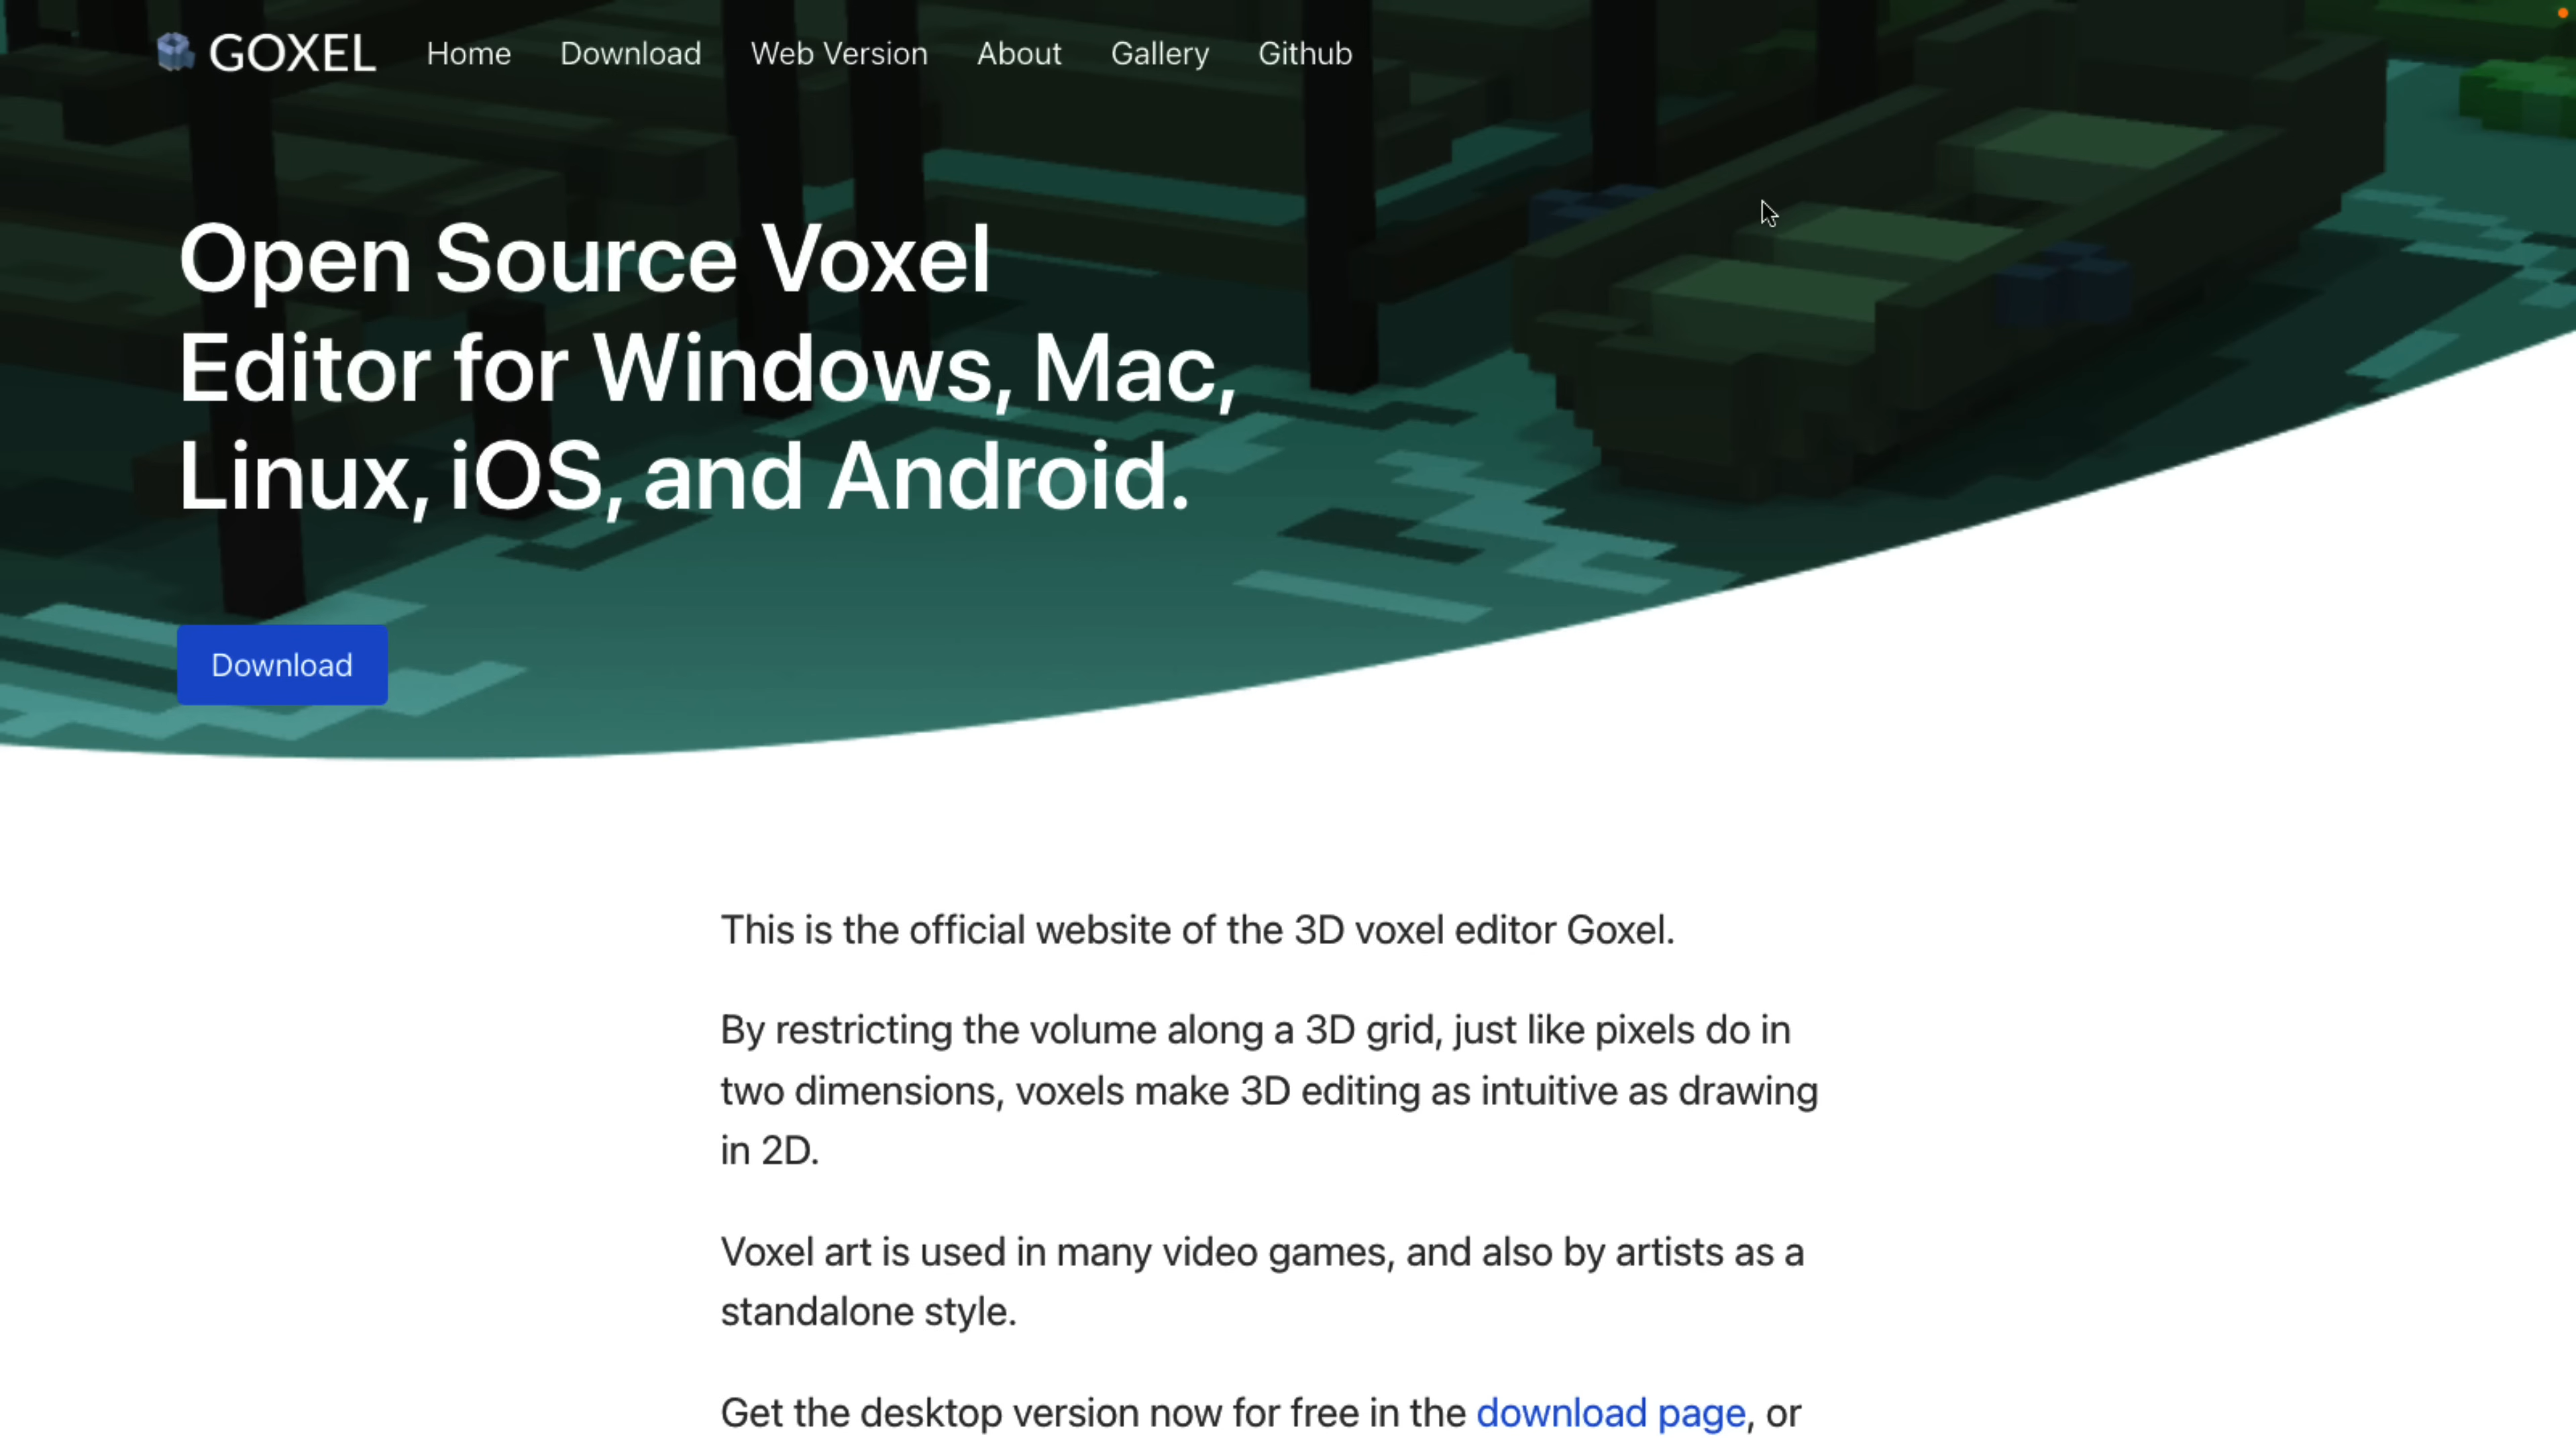 GOXEL Home Download Web Version About Gallery Github
Open Source Voxel
Editor for Windows, Mac,
Linux, iOS, and Android.
Download
This is the official website of the 3D voxel editor Goxel.
By restricting the volume along a 3D grid, just like pixels do in
two dimensions, voxels make 3D editing as intuitive as drawing
in 2D.
Voxel art is used in many video games, and also by artists as a
standalone style.
Get the desktop version now for free in the download page, or